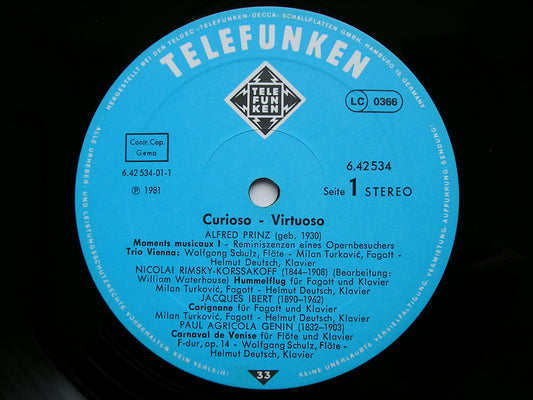 HERGESTELLT BEI DER TELDEC »TELEFUNKEN-DECCA« SCHALLPLATTEN GMBH, HAMBURG 19, GERMANY
TELEFUNKEN
TELE
FUN
KEN
LC 0366
Contr. Cop.
Gema
6.42 534-01-1
℗ 1981
6.42534
Seite 1 STEREO
Curioso - Virtuoso
ALFRED PRINZ (geb. 1930)
Moments musicaux I - Reminiszenzen eines Opernbesuchers
Trio Vienna: Wolfgang Schulz, Flöte - Milan Turković, Fagott -
Helmut Deutsch, Klavier
NICOLAI RIMSKY-KORSSAKOFF (1844-1908) (Bearbeitung:
William Waterhouse) Hummelflug für Fagott und Klavier
Milan Turković, Fagott - Helmut Deutsch, Klavier
JACQUES IBERT (1890-1962)
Carignane für Fagott und Klavier
Milan Turković, Fagott - Helmut Deutsch, Klavier
PAUL AGRICOLA GENIN (1832-1903)
Carnaval de Venise für Flöte und Klavier
F-dur, op. 14 - Wolfgang Schulz, Flöte -
Helmut Deutsch, Klavier
33
ALLE URHEBER- UND LEISTUNGSSCHUTZRECHTE VORBEHALTEN. KEIN VERLEIH!
KEINE UNERLAUBTE VERVIELFÄLTIGUNG, VERMIETUNG, AUFFÜHRUNG, SENDUNG!